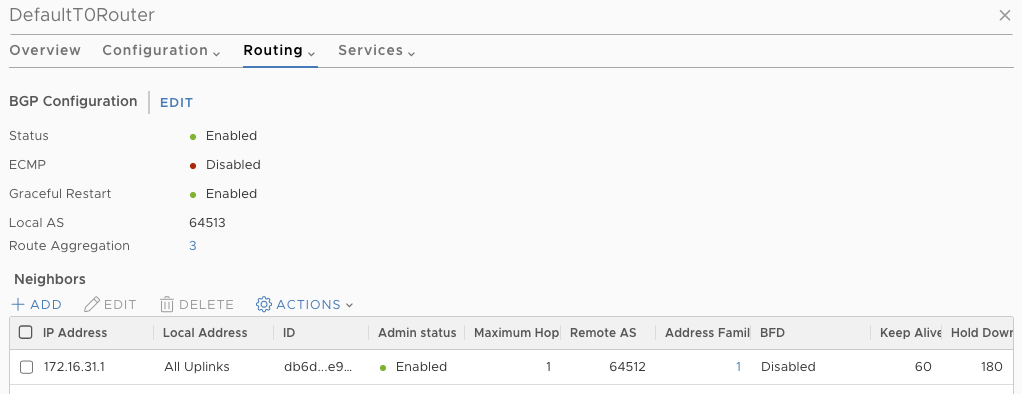 DefaultT0Router
Overview Configuration Routing Services
BGP Configuration EDIT
Status Enabled
ECMP Disabled
Graceful Restart Enabled
Local AS 64513
Route Aggregation 3
Neighbors
ADD EDIT DELETE ACTIONS
IP Address Local Address ID Admin status Maximum Hop Remote AS Address Famil BFD Keep Alive Hold Down
172.16.31.1 All Uplinks db6d...e9... Enabled 1 64512 1 Disabled 60 180